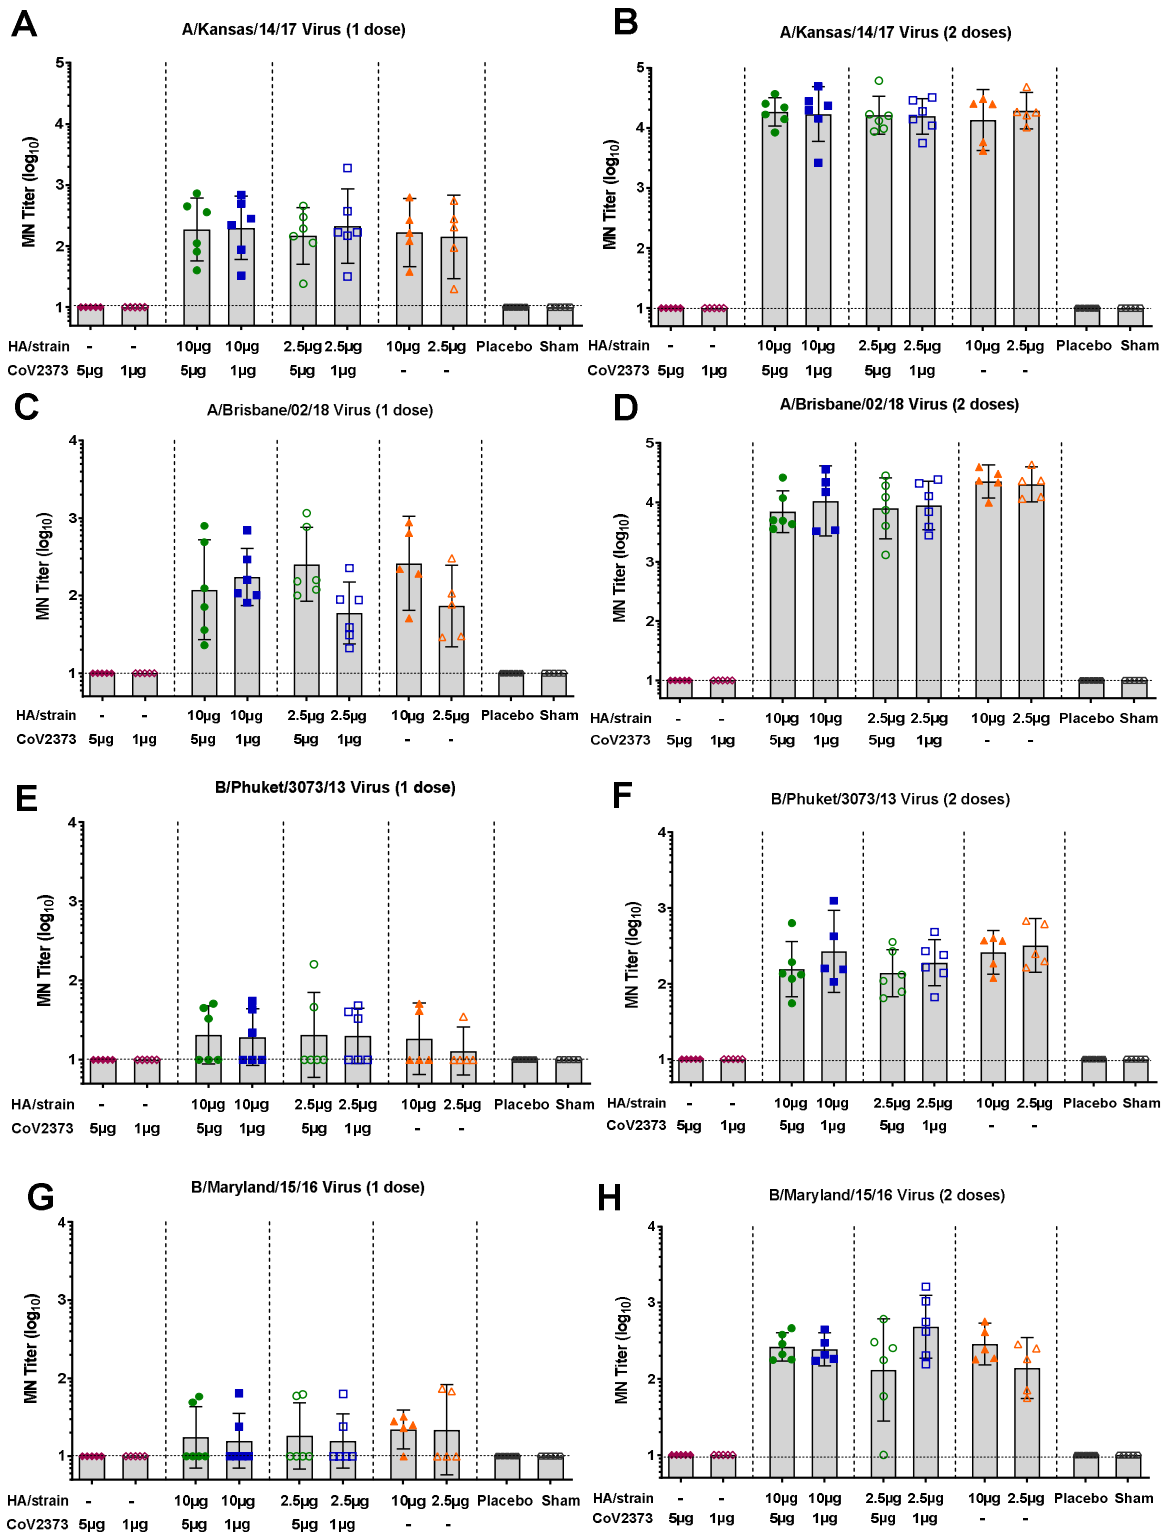 A
A/Kansas/14/17 Virus (1 dose)
MN Titer (log10)
5
4
3
2
1
HA/strain - - 10µg 10µg 2.5µg 2.5µg 10µg 2.5µg Placebo Sham
CoV2373 5µg 1µg 5µg 1µg 5µg 1µg - -
B
A/Kansas/14/17 Virus (2 doses)
MN Titer (log10)
5
4
3
2
1
HA/strain - - 10µg 10µg 2.5µg 2.5µg 10µg 2.5µg Placebo Sham
CoV2373 5µg 1µg 5µg 1µg 5µg 1µg - -
C
A/Brisbane/02/18 Virus (1 dose)
MN Titer (log10)
4
3
2
1
HA/strain - - 10µg 10µg 2.5µg 2.5µg 10µg 2.5µg Placebo Sham
CoV2373 5µg 1µg 5µg 1µg 5µg 1µg - -
D
A/Brisbane/02/18 Virus (2 doses)
MN Titer (log10)
5
4
3
2
1
HA/strain - - 10µg 10µg 2.5µg 2.5µg 10µg 2.5µg Placebo Sham
CoV2373 5µg 1µg 5µg 1µg 5µg 1µg - -
E
B/Phuket/3073/13 Virus (1 dose)
MN Titer (log10)
4
3
2
1
HA/strain - - 10µg 10µg 2.5µg 2.5µg 10µg 2.5µg Placebo Sham
CoV2373 5µg 1µg 5µg 1µg 5µg 1µg - -
F
B/Phuket/3073/13 Virus (2 doses)
MN Titer (log10)
4
3
2
1
HA/strain - - 10µg 10µg 2.5µg 2.5µg 10µg 2.5µg Placebo Sham
CoV2373 5µg 1µg 5µg 1µg 5µg 1µg - -
G
B/Maryland/15/16 Virus (1 dose)
MN Titer (log10)
4
3
2
1
HA/strain - - 10µg 10µg 2.5µg 2.5µg 10µg 2.5µg Placebo Sham
CoV2373 5µg 1µg 5µg 1µg 5µg 1µg - -
H
B/Maryland/15/16 Virus (2 doses)
MN Titer (log10)
4
3
2
1
HA/strain - - 10µg 10µg 2.5µg 2.5µg 10µg 2.5µg Placebo Sham
CoV2373 5µg 1µg 5µg 1µg 5µg 1µg - -